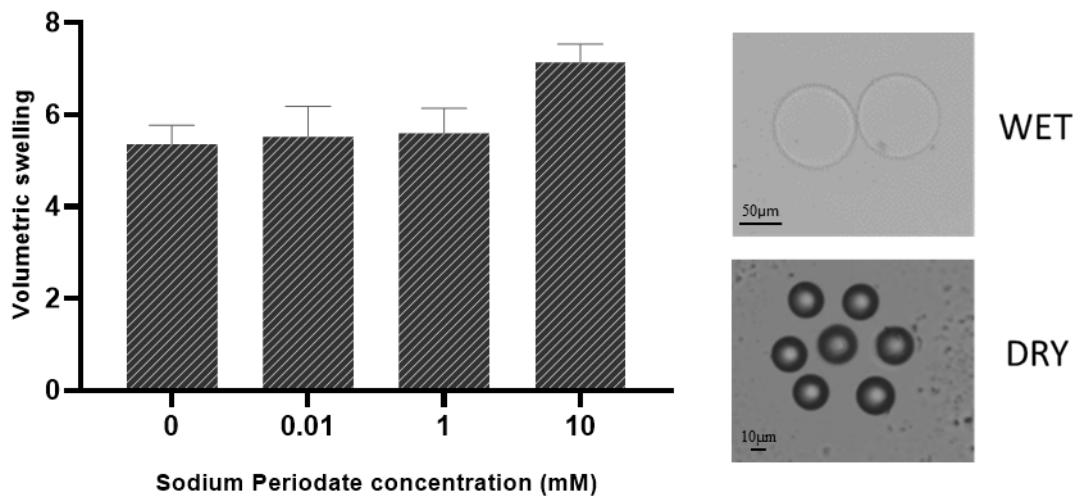 Volumetric swelling
8
6
4
2
0
0 0.01 1 10
Sodium Periodate concentration (mM)
50μm
WET
10μm
DRY